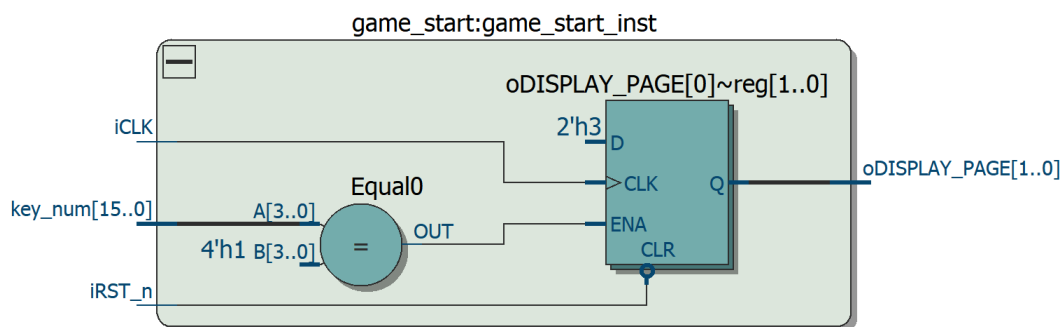 game_start:game_start_inst
oDISPLAY_PAGE[0]~reg[1..0]
iCLK
2'h3
D
CLK
Q
oDISPLAY_PAGE[1..0]
Equal0
key_num[15..0]
A[3..0]
=
OUT
ENA
4'h1
B[3..0]
CLR
iRST_n